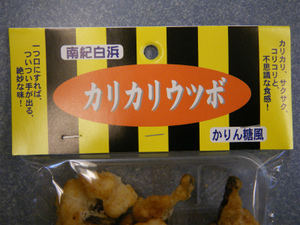 南紀白浜
カリカリ、サクサク、
コリコリと、
不思議な食感!
カリカリウツボ
一つ口にすれば、
ついつい手が出る、
絶妙な味!
かりん糖風